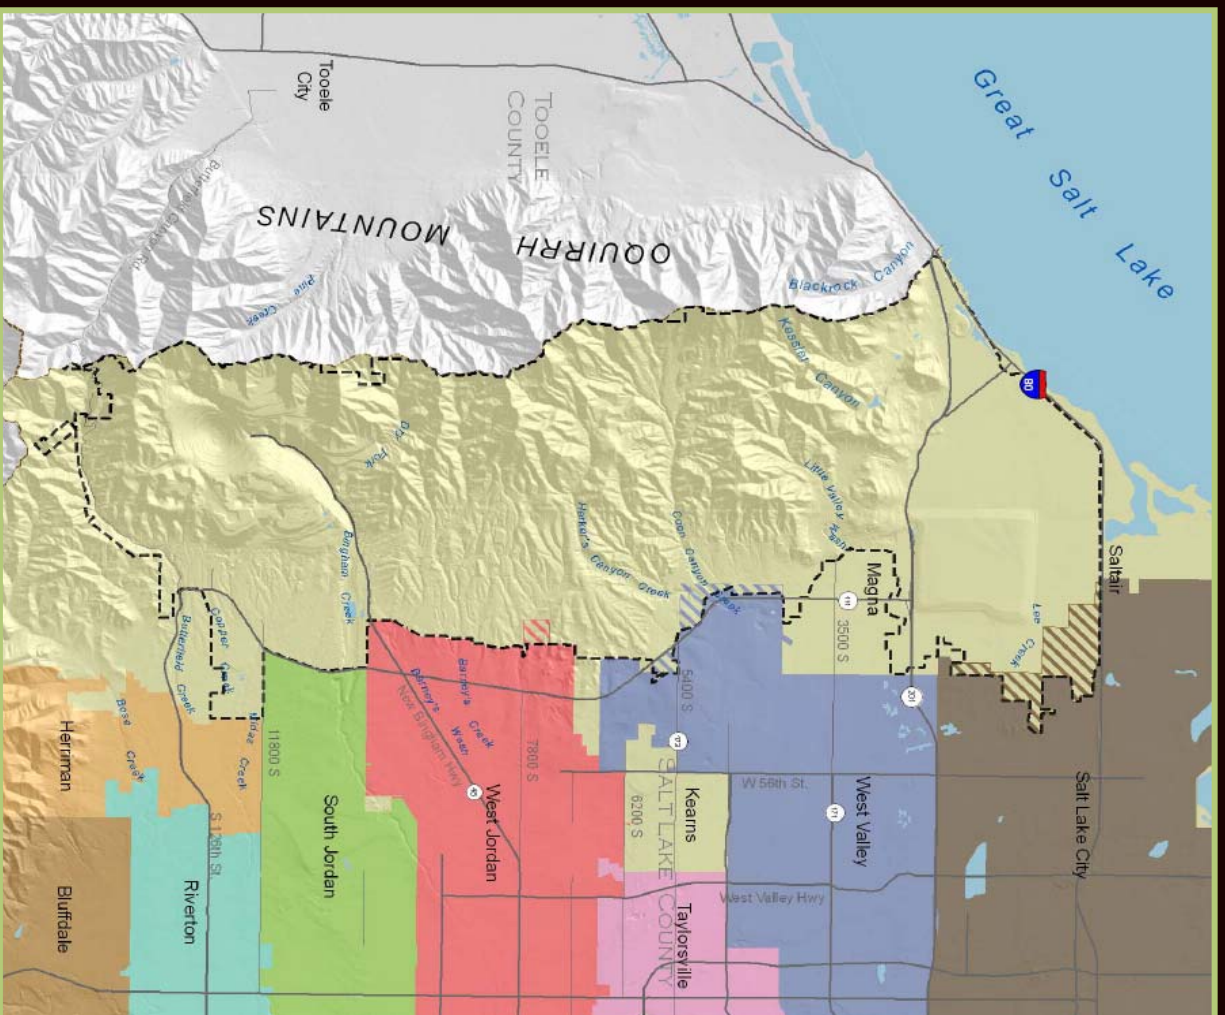 Great Salt Lake
80
Saltair
Lee Creek
Salt Lake City
Tooele
City
TOOELE
COUNTY
Butterfield Canyon Rd
OQUIRRH
MOUNTAINS
Pine Creek
Blackrock Canyon
Kessler Canyon
Little Valley Wash
Dry Fork
Harker's Canyon Creek
Coon Canyon Creek
Bingham Creek
Magna
111
3500 S
201
5400 S
173
Copper Creek
Butterfield Creek
Midas Creek
Rose Creek
Barney's Creek
Barney's Wash
New Bingham Hwy
7800 S
11800 S
48
W 56th St.
171
West Valley
Kearns
6200 S
SALT LAKE COUNTY
West Valley Hwy
Taylorsville
West Jordan
South Jordan
S 126th St.
Riverton
Herriman
Bluffdale